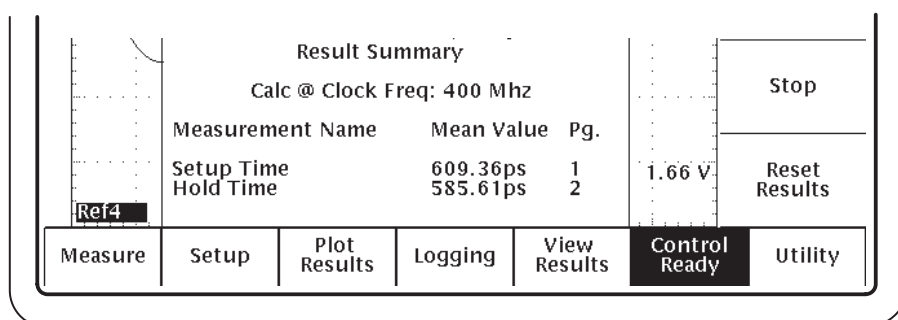 Result Summary
Calc @ Clock Freq: 400 Mhz
Stop
Measurement Name Mean Value Pg.
Setup Time 609.36ps 1
Hold Time 585.61ps 2
1.66 V
Reset
Results
Ref4
Measure
Setup
Plot
Results
Logging
View
Results
Control
Ready
Utility